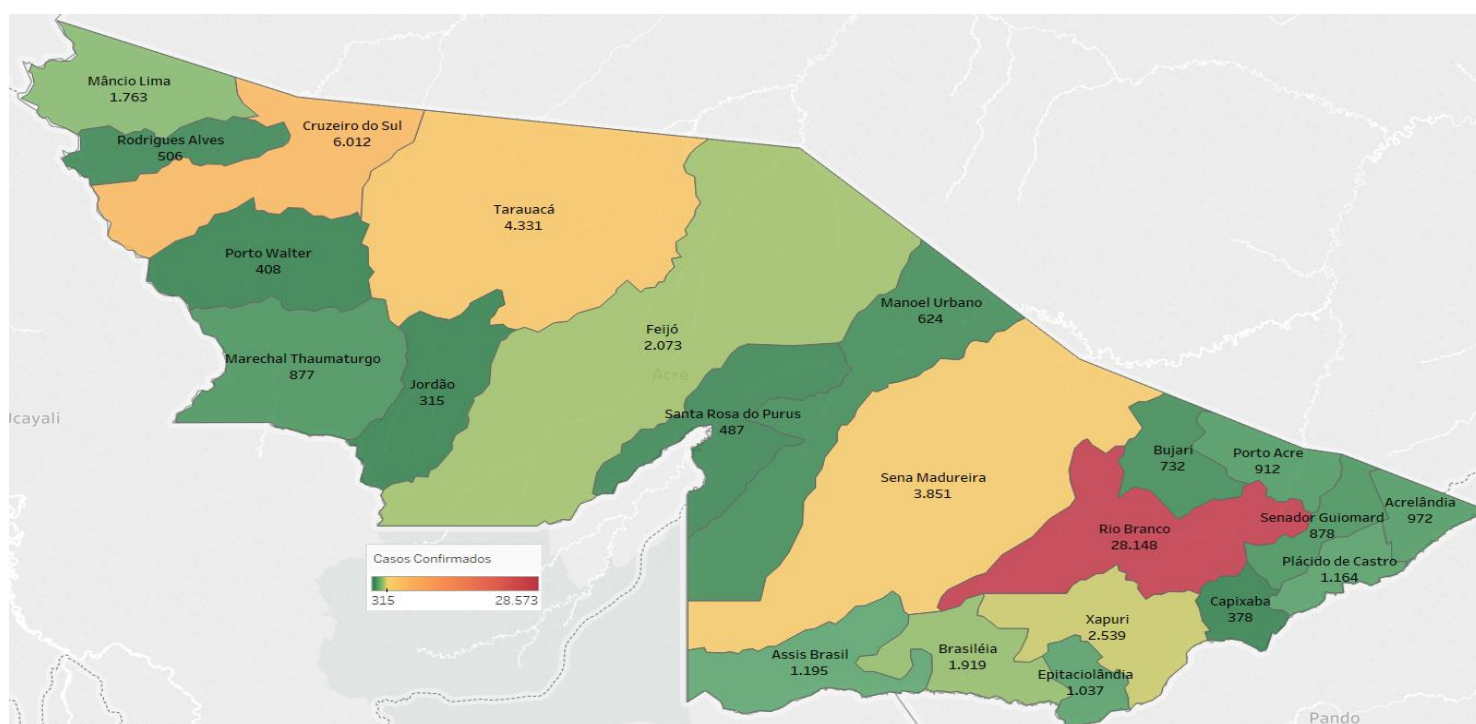 Mâncio Lima
1.763
Rodrigues Alves
506
Cruzeiro do Sul
6.012
Tarauacá
4.331
Porto Walter
408
Marechal Thaumaturgo
877
Jordão
315
Feijó
2.073
Acre
Manoel Urbano
624
Santa Rosa do Purus
487
Sena Madureira
3.851
Bujari
732
Porto Acre
912
Acrelândia
972
Rio Branco
28.148
Senador Guiomard
878
Plácido de Castro
1.164
Capixaba
378
Xapuri
2.539
Assis Brasil
1.195
Brasiléia
1.919
Epitaciolândia
1.037
Casos Confirmados
315
28.573
Ucayali
Pando